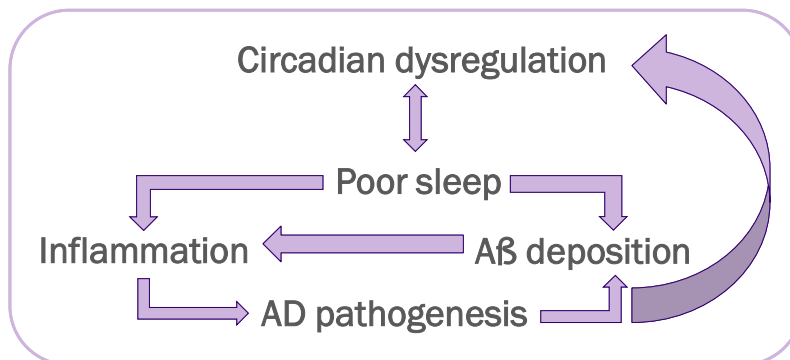 Circadian dysregulation
Poor sleep
Inflammation
Aß deposition
AD pathogenesis